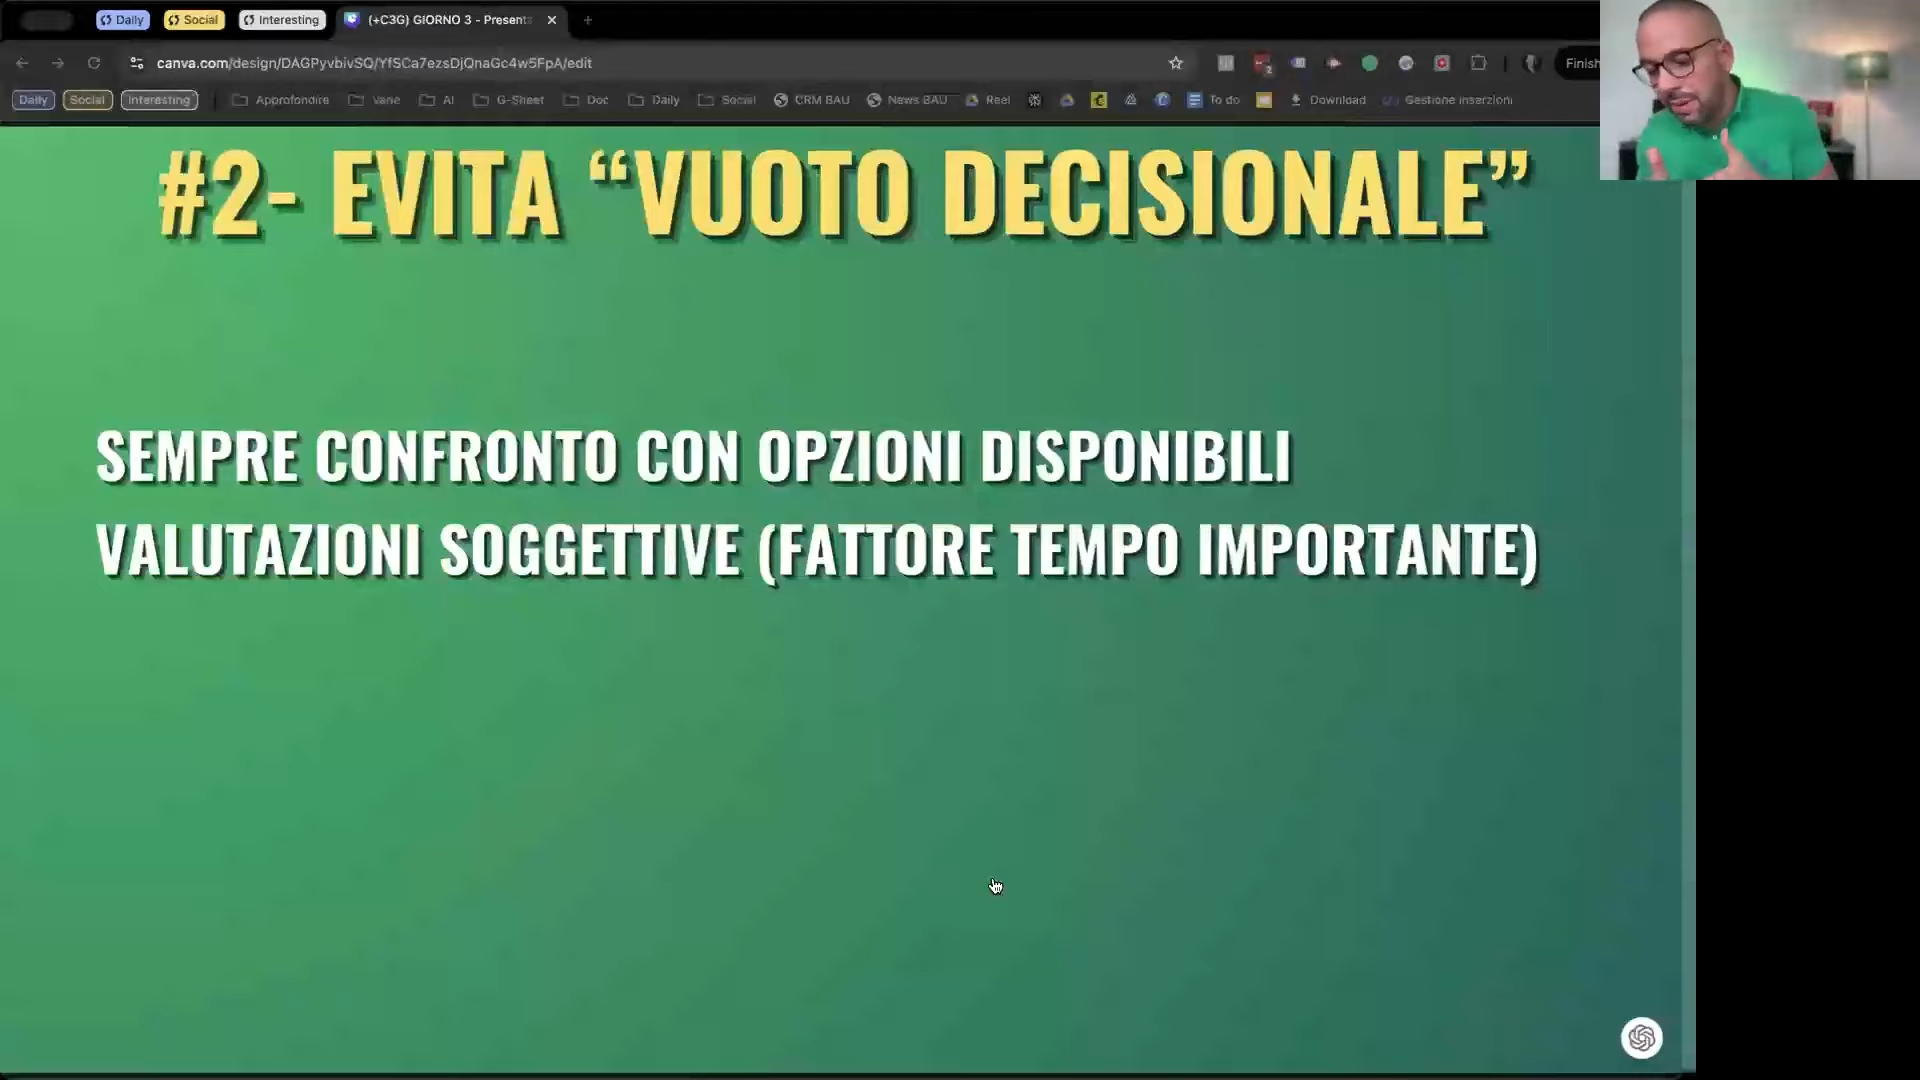 Daily
Social
Interesting
(+C3G) GIORNO 3 - Present
canva.com/design/DAGPyvbivSQ/YfSCa7ezsDjQnaGc4w5FpA/edit
Finish
Daily
Social
Interesting
Approfondire
Vane
AI
G-Sheet
Doc
Daily
Social
CRM BAU
News BAU
Reel
To do
Download
Gestione inserzioni
#2- EVITA “VUOTO DECISIONALE”
SEMPRE CONFRONTO CON OPZIONI DISPONIBILI
VALUTAZIONI SOGGETTIVE (FATTORE TEMPO IMPORTANTE)